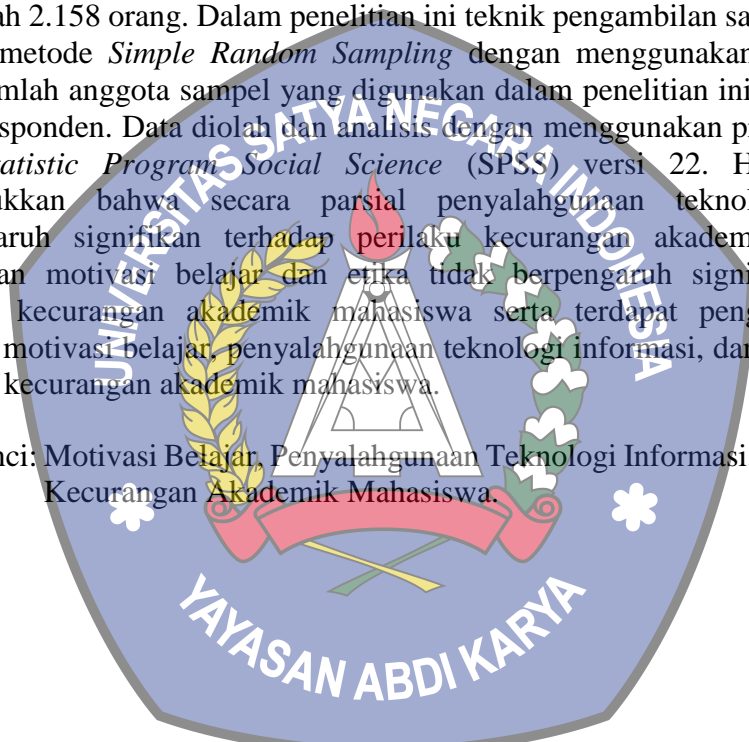 ah 2.158 orang. Dalam penelitian ini teknik pengambilan sa
metode Simple Random Sampling dengan menggunakan
mlah anggota sampel yang digunakan dalam penelitian ini
sponden. Data diolah dan analisis dengan menggunakan p
atistic Program Social Science (SPSS) versi 22. H
ukkan bahwa secara parsial penyalahgunaan teknol
aruh signifikan terhadap perilaku kecurangan akadem
an motivasi belajar dan etika tidak berpengaruh signi
kecurangan akademik mahasiswa serta terdapat peng
motivasi belajar, penyalahgunaan teknologi informasi, dan
kecurangan akademik mahasiswa.
nci: Motivasi Belajar, Penyalahgunaan Teknologi Informasi
Kecurangan Akademik Mahasiswa.
UNIVERSITAS SATYA NEGARA INDONESIA
YAYASAN ABDI KARYA